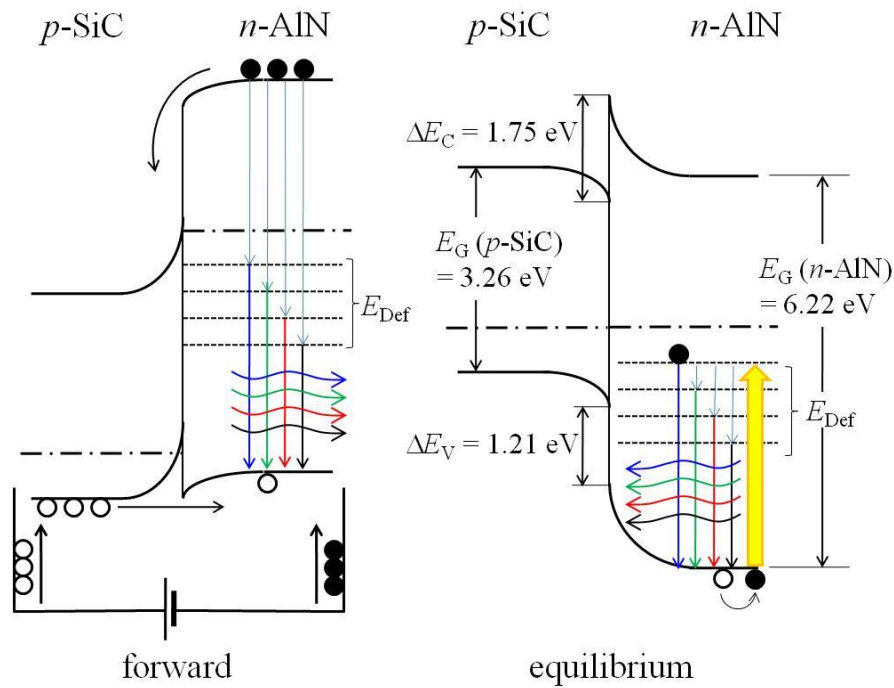 p-SiC
n-AlN
E_Def
forward
p-SiC
n-AlN
ΔE_C = 1.75 eV
E_G (p-SiC)
= 3.26 eV
E_G (n-AlN)
= 6.22 eV
E_Def
ΔE_V = 1.21 eV
equilibrium